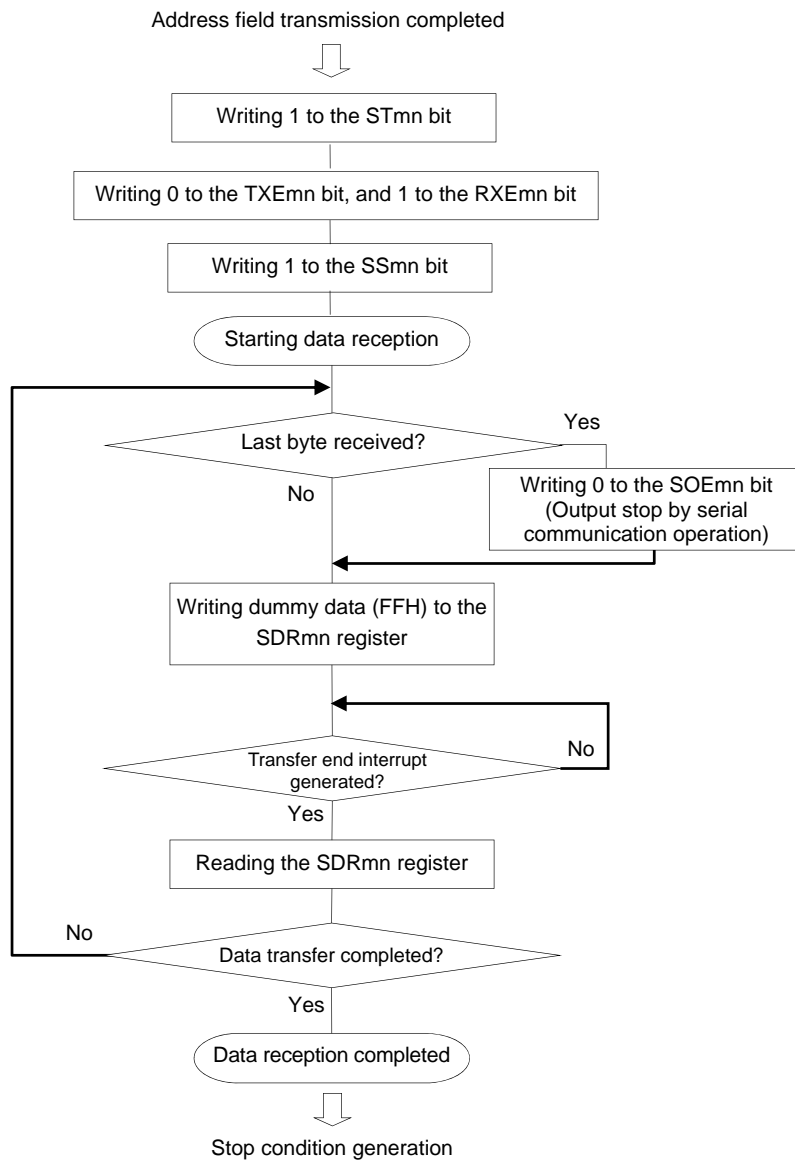 Address field transmission completed
Writing 1 to the STmn bit
Writing 0 to the TXEmn bit, and 1 to the RXEmn bit
Writing 1 to the SSmn bit
Starting data reception
Last byte received?
Yes
No
Writing 0 to the SOEmn bit
(Output stop by serial
communication operation)
Writing dummy data (FFH) to the
SDRmn register
Transfer end interrupt
generated?
No
Yes
Reading the SDRmn register
No
Data transfer completed?
Yes
Data reception completed
Stop condition generation